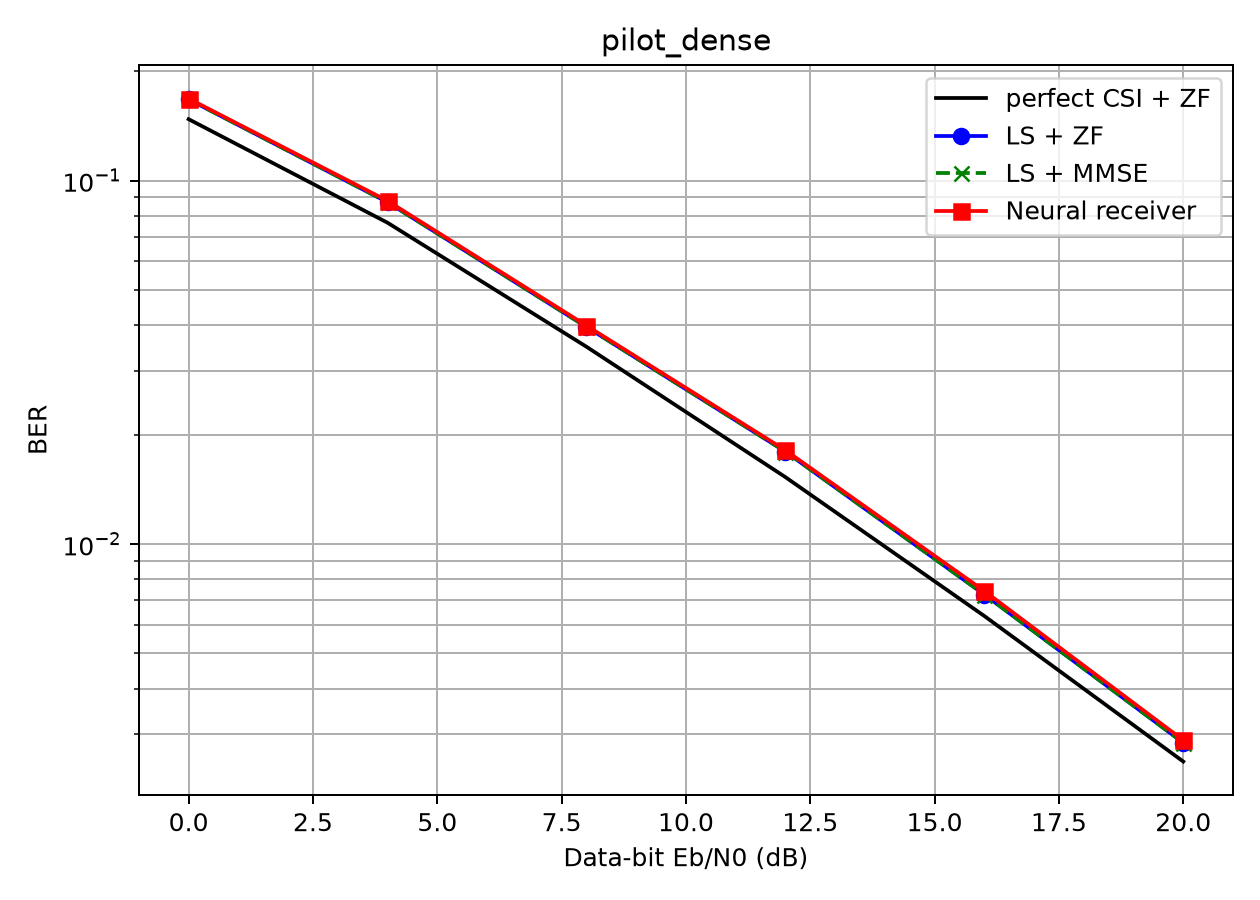 pilot_dense
perfect CSI + ZF
LS + ZF
LS + MMSE
Neural receiver
BER
10⁻¹
10⁻²
0.0 2.5 5.0 7.5 10.0 12.5 15.0 17.5 20.0
Data-bit Eb/N0 (dB)